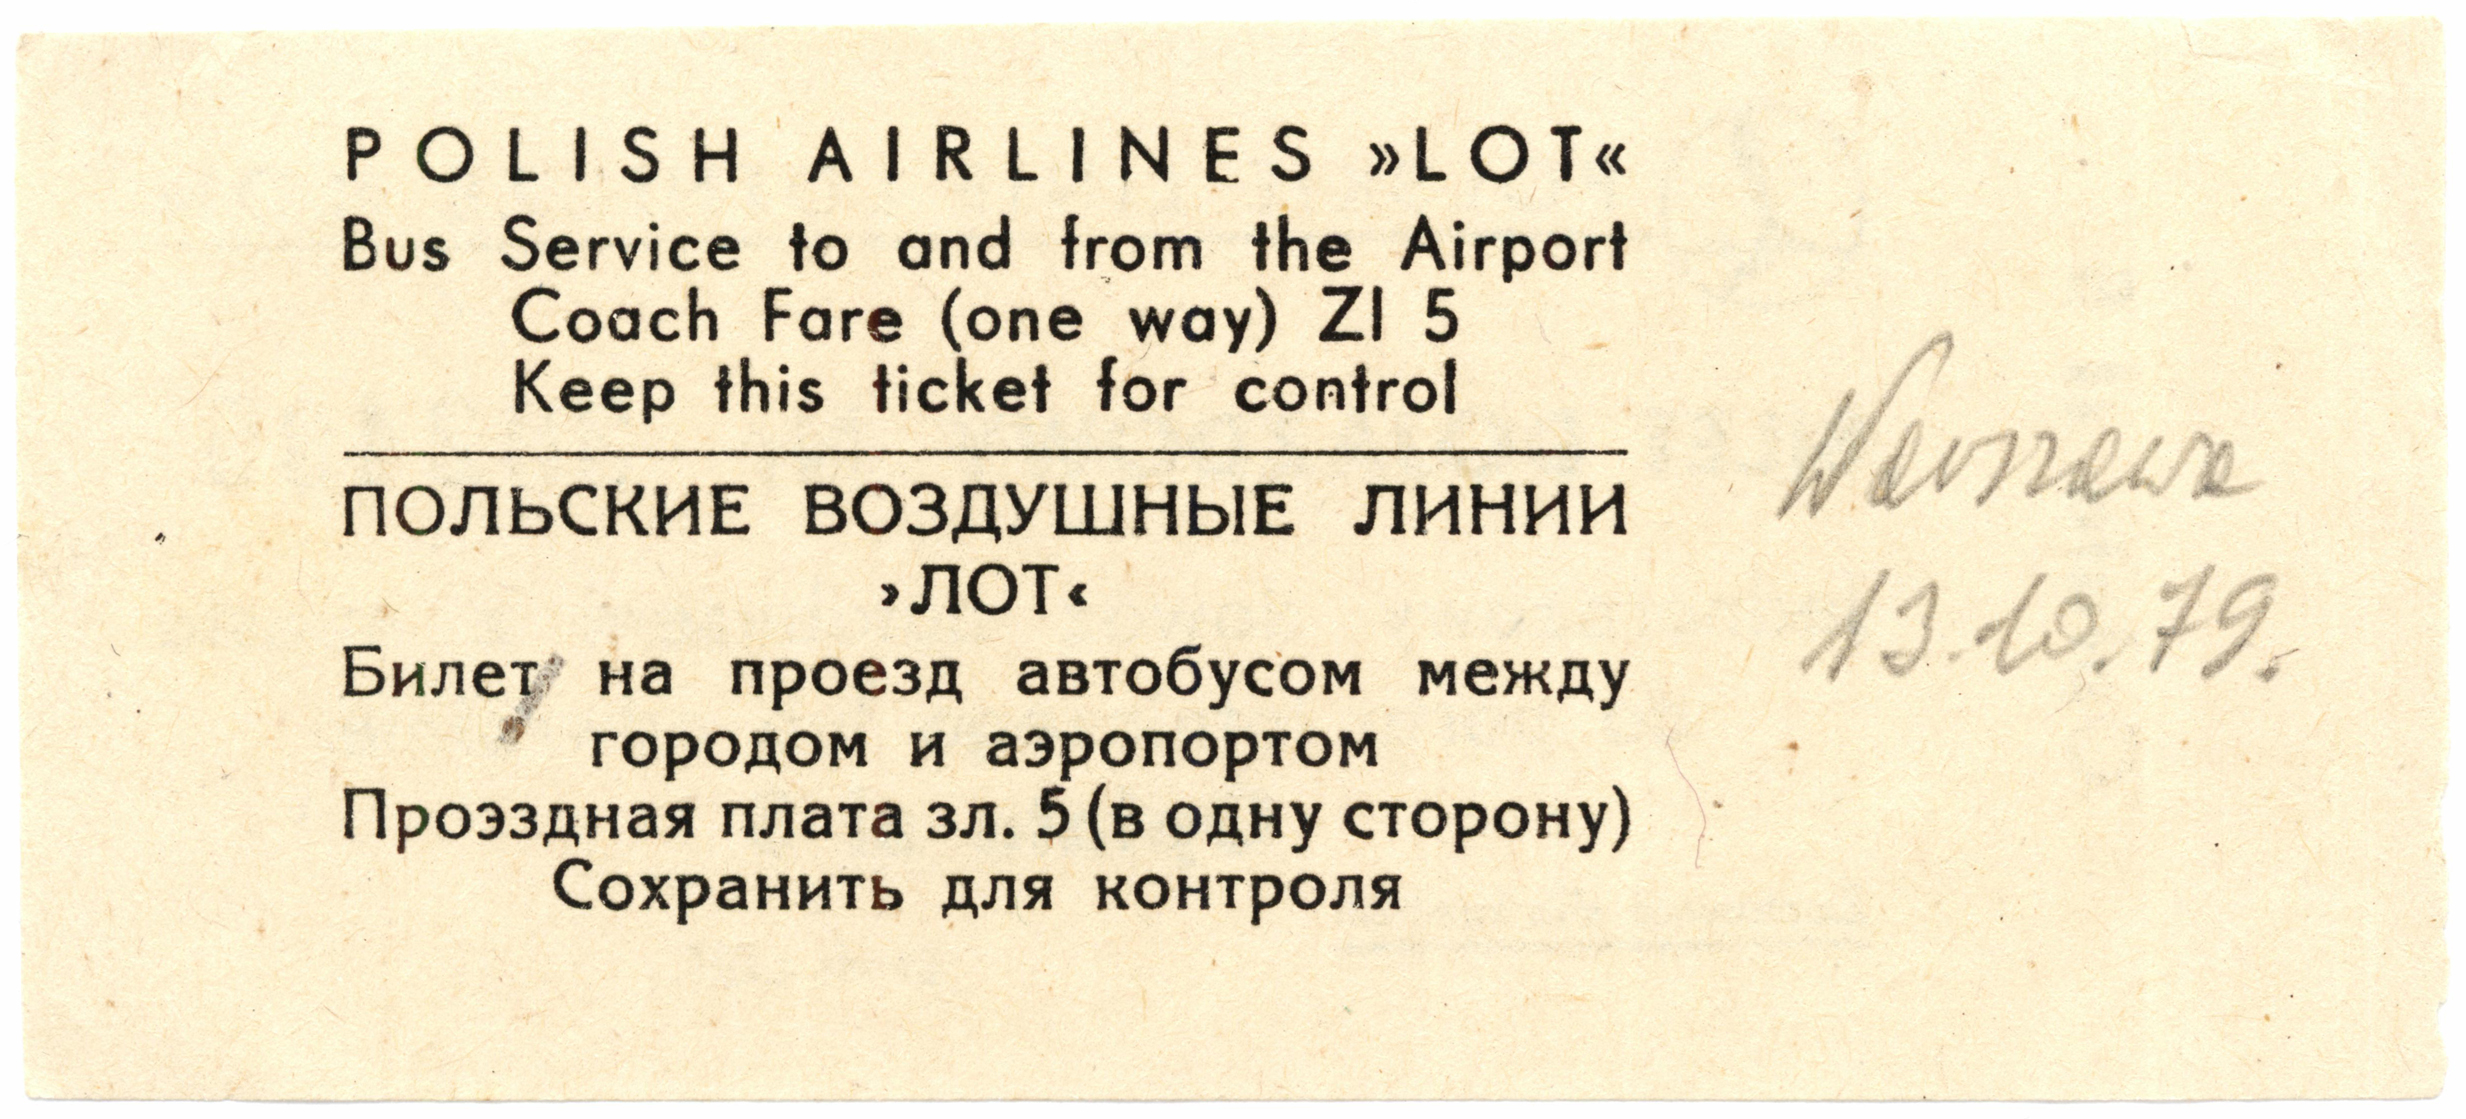 POLISH AIRLINES »LOT«
Bus Service to and from the Airport
Coach Fare (one way) Zl 5
Keep this ticket for control
ПОЛЬСКИЕ ВОЗДУШНЫЕ ЛИНИИ
›ЛОТ‹
Билет на проезд автобусом между
городом и аэропортом
Проэздная плата зл. 5 (в одну сторону)
Сохранить для контроля
Warszawa
13.10.79.